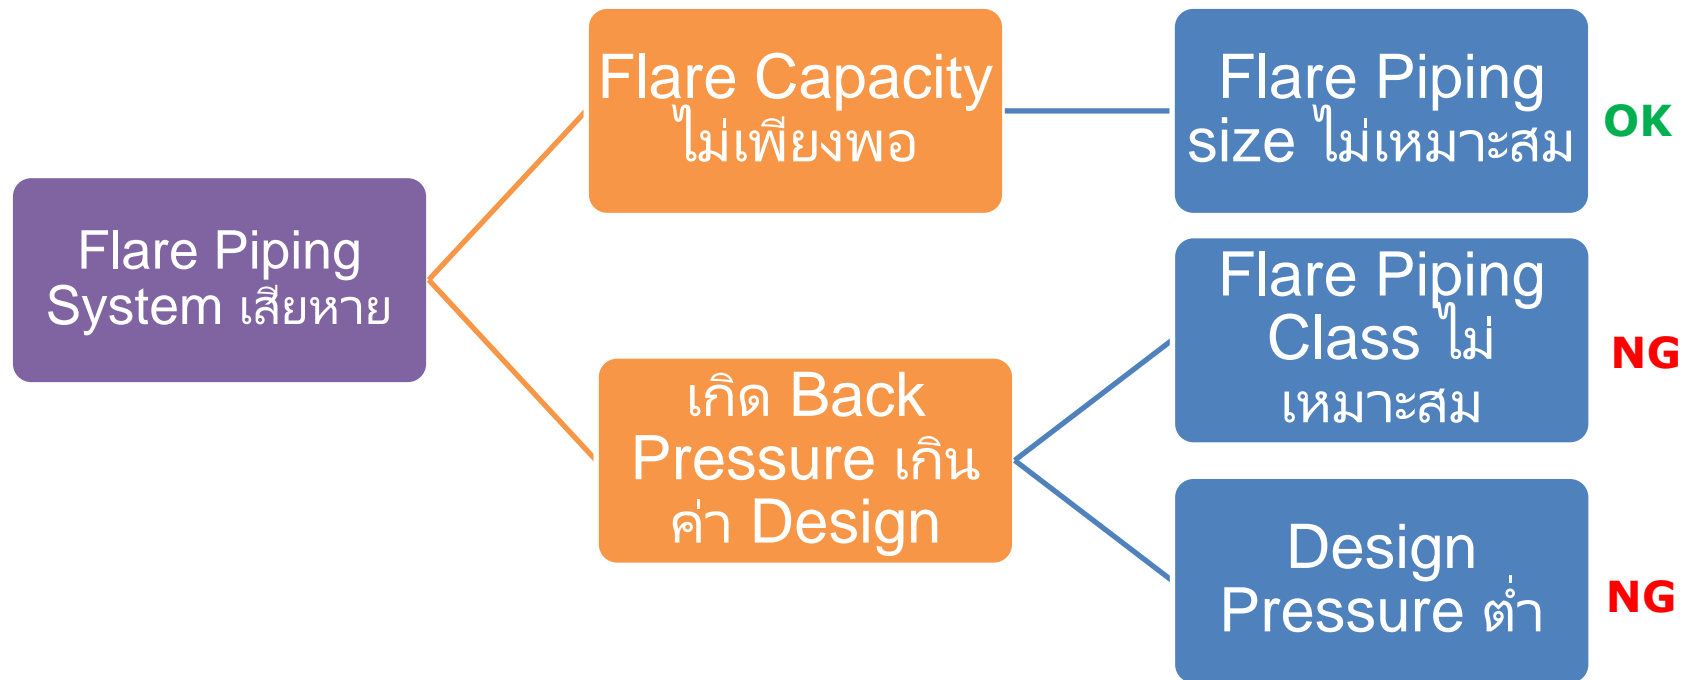 Flare Piping
System เสียหาย
Flare Capacity
ไม่เพียงพอ
Flare Piping
size ไม่เหมาะสม
OK
เกิด Back
Pressure เกิน
ค่า Design
Flare Piping
Class ไม่
เหมาะสม
NG
Design
Pressure ต่ำ
NG